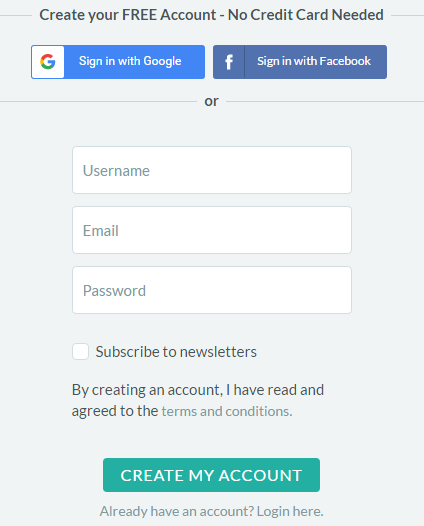 Create your FREE Account - No Credit Card Needed
Sign in with Google
Sign in with Facebook
or
Username
Email
Password
Subscribe to newsletters
By creating an account, I have read and
agreed to the terms and conditions.
CREATE MY ACCOUNT
Already have an account? Login here.